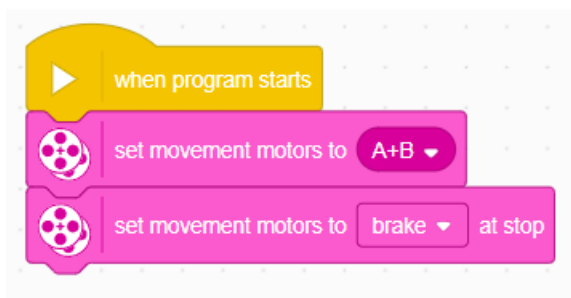 when program starts
set movement motors to A+B
set movement motors to brake at stop